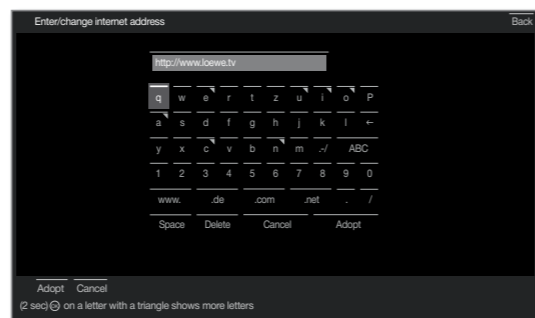 Enter/change internet address Back
http://www.loewe.tv
q w e r t z u i o P
a s d f g h j k l ←
y x c v b n m .-/ ABC
1 2 3 4 5 6 7 8 9 0
www. .de .com .net . /
Space Delete Cancel Adopt
Adopt Cancel
(2 sec) OK on a letter with a triangle shows more letters